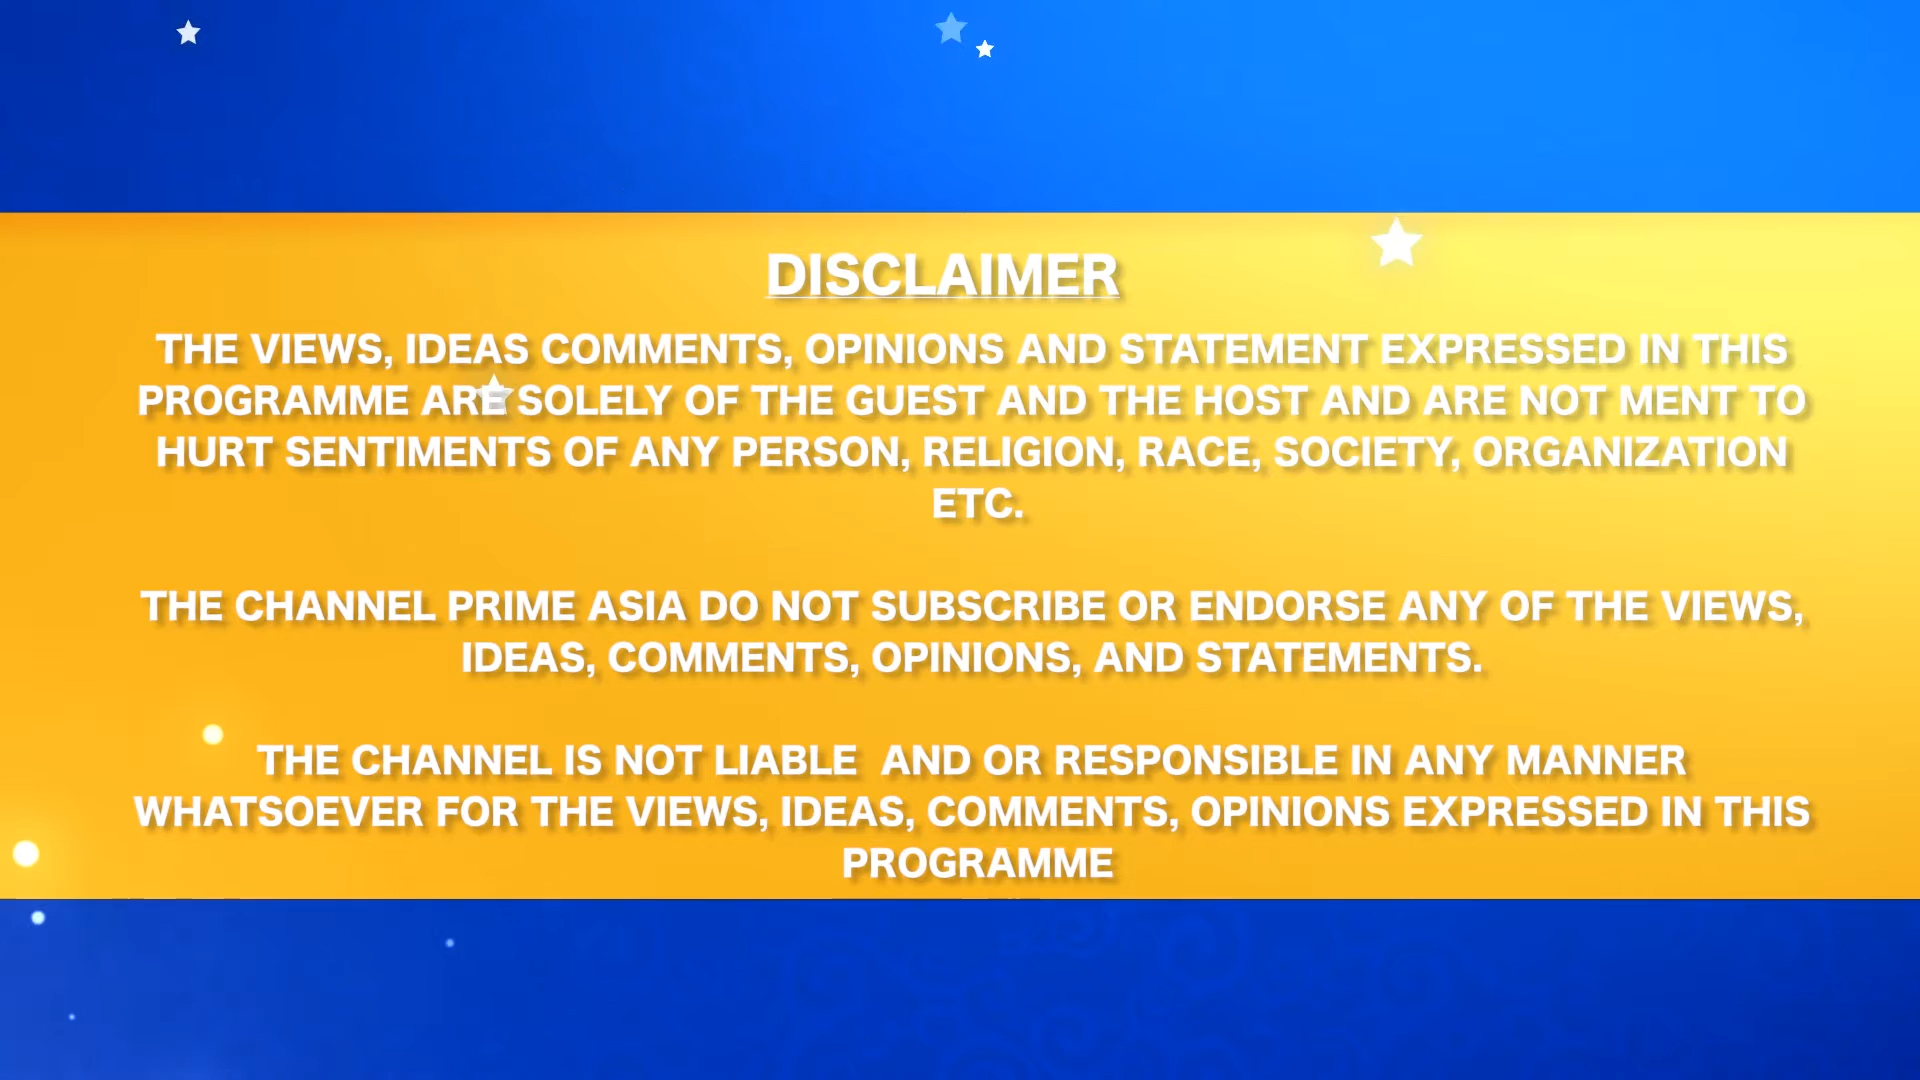 DISCLAIMER
THE VIEWS, IDEAS COMMENTS, OPINIONS AND STATEMENT EXPRESSED IN THIS
PROGRAMME ARE SOLELY OF THE GUEST AND THE HOST AND ARE NOT MENT TO
HURT SENTIMENTS OF ANY PERSON, RELIGION, RACE, SOCIETY, ORGANIZATION
ETC.
THE CHANNEL PRIME ASIA DO NOT SUBSCRIBE OR ENDORSE ANY OF THE VIEWS,
IDEAS, COMMENTS, OPINIONS, AND STATEMENTS.
THE CHANNEL IS NOT LIABLE  AND OR RESPONSIBLE IN ANY MANNER
WHATSOEVER FOR THE VIEWS, IDEAS, COMMENTS, OPINIONS EXPRESSED IN THIS
PROGRAMME